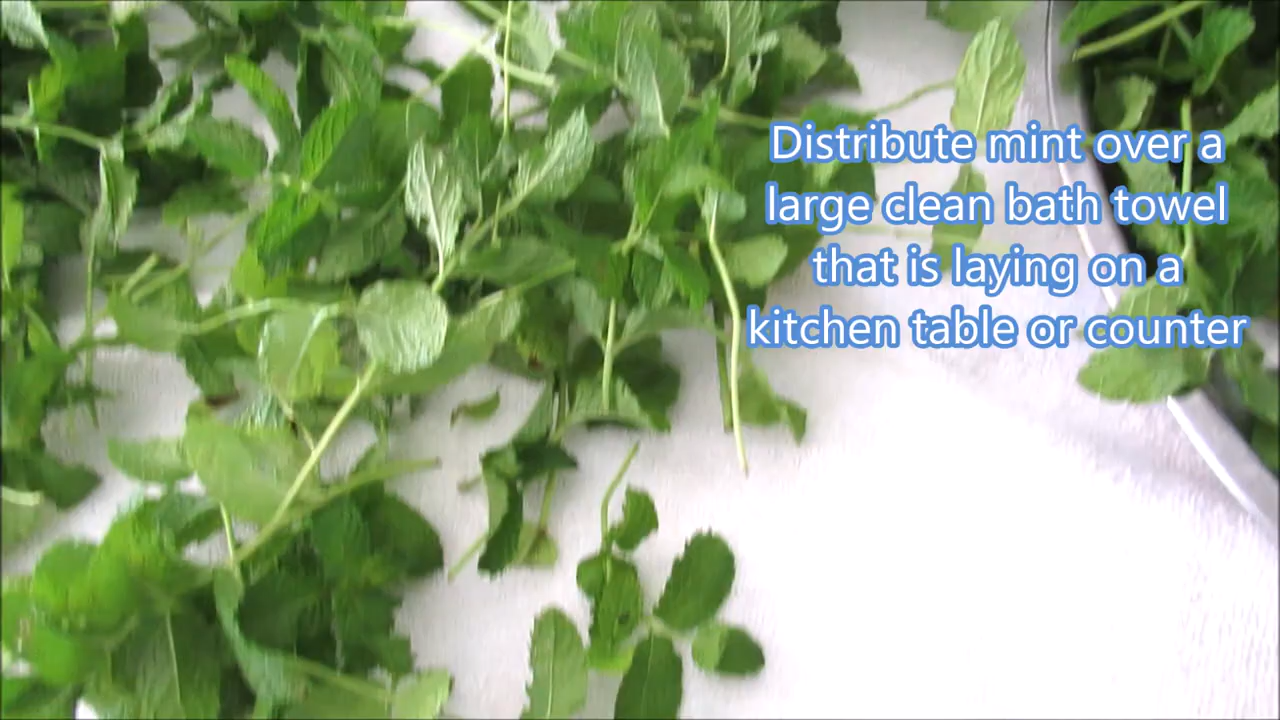 Distribute mint over a
large clean bath towel
that is laying on a
kitchen table or counter